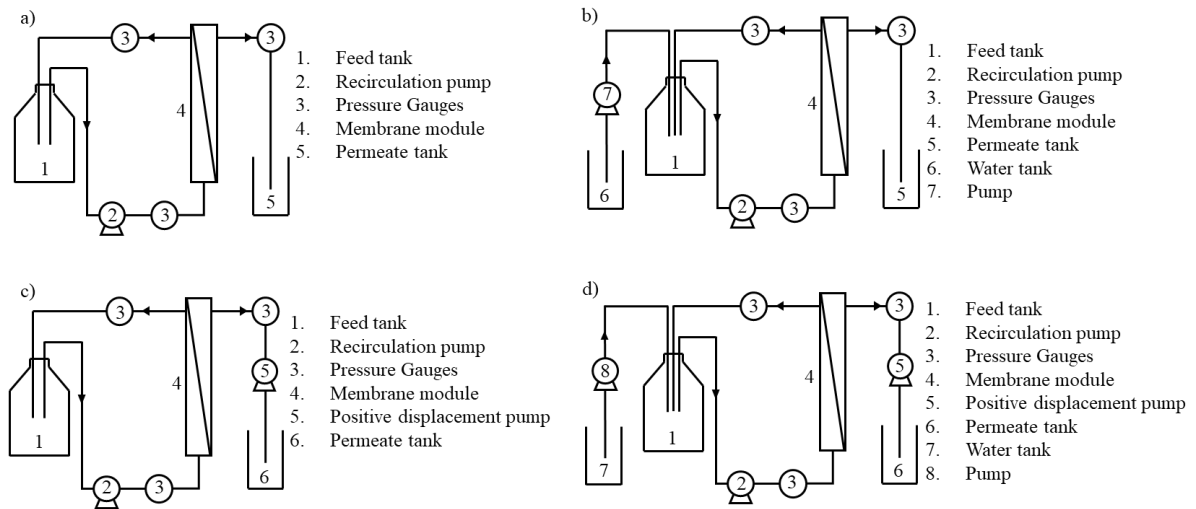 a)
3
3
4
1
2
3
5
1. Feed tank
2. Recirculation pump
3. Pressure Gauges
4. Membrane module
5. Permeate tank
b)
3
3
7
4
1
6
2
3
5
1. Feed tank
2. Recirculation pump
3. Pressure Gauges
4. Membrane module
5. Permeate tank
6. Water tank
7. Pump
c)
3
3
5
4
1
2
3
6
1. Feed tank
2. Recirculation pump
3. Pressure Gauges
4. Membrane module
5. Positive displacement pump
6. Permeate tank
d)
3
3
8
5
4
1
7
2
3
6
1. Feed tank
2. Recirculation pump
3. Pressure Gauges
4. Membrane module
5. Positive displacement pump
6. Permeate tank
7. Water tank
8. Pump